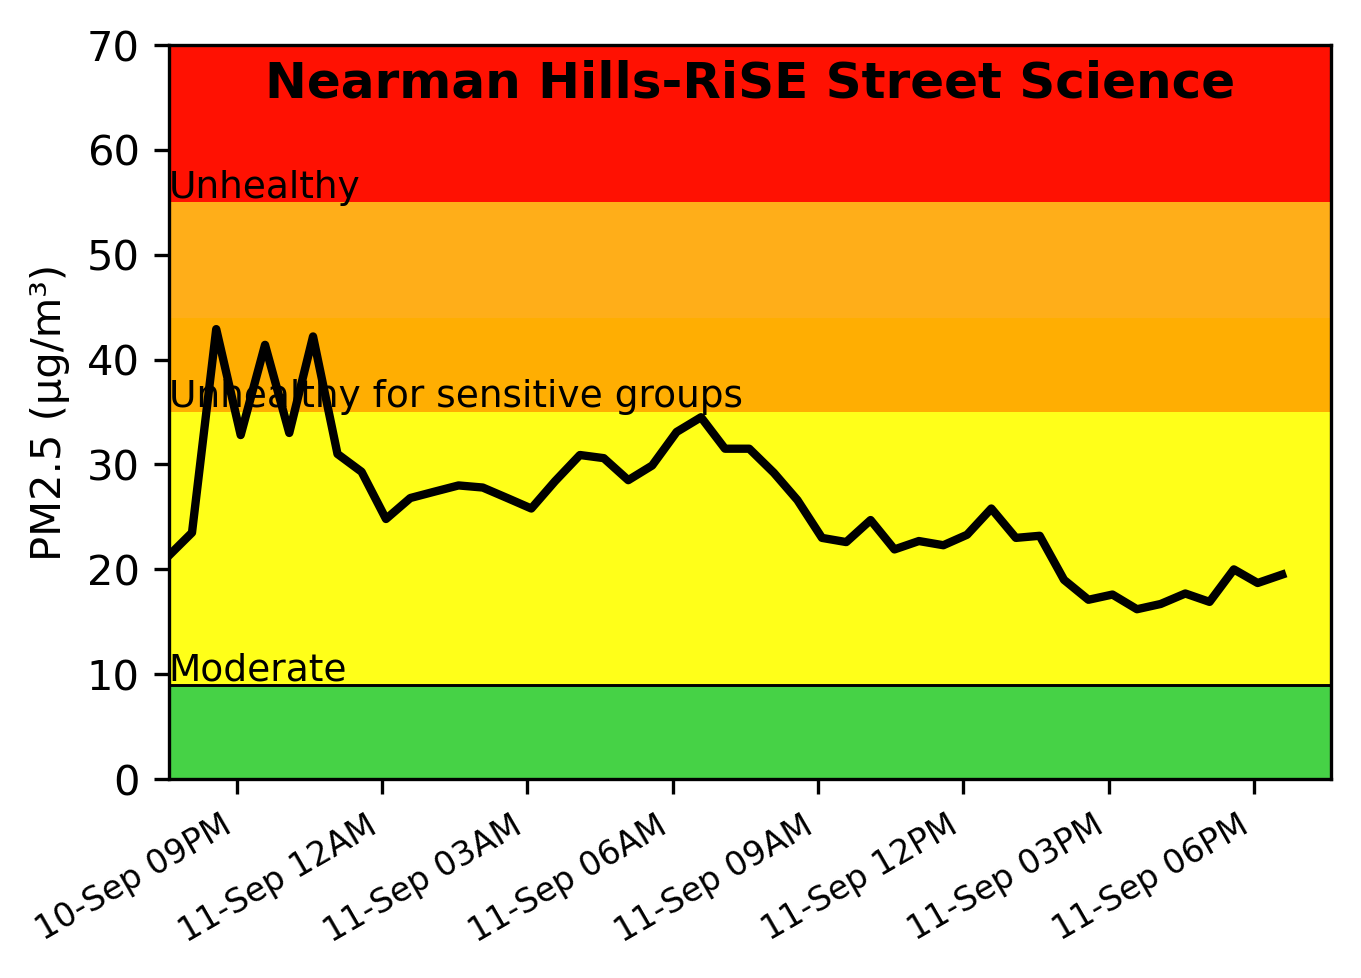 Nearman Hills-RiSE Street Science
70
60
50
40
30
20
10
0
PM2.5 (μg/m³)
Unhealthy
Unhealthy for sensitive groups
Moderate
10-Sep 09PM
11-Sep 12AM
11-Sep 03AM
11-Sep 06AM
11-Sep 09AM
11-Sep 12PM
11-Sep 03PM
11-Sep 06PM